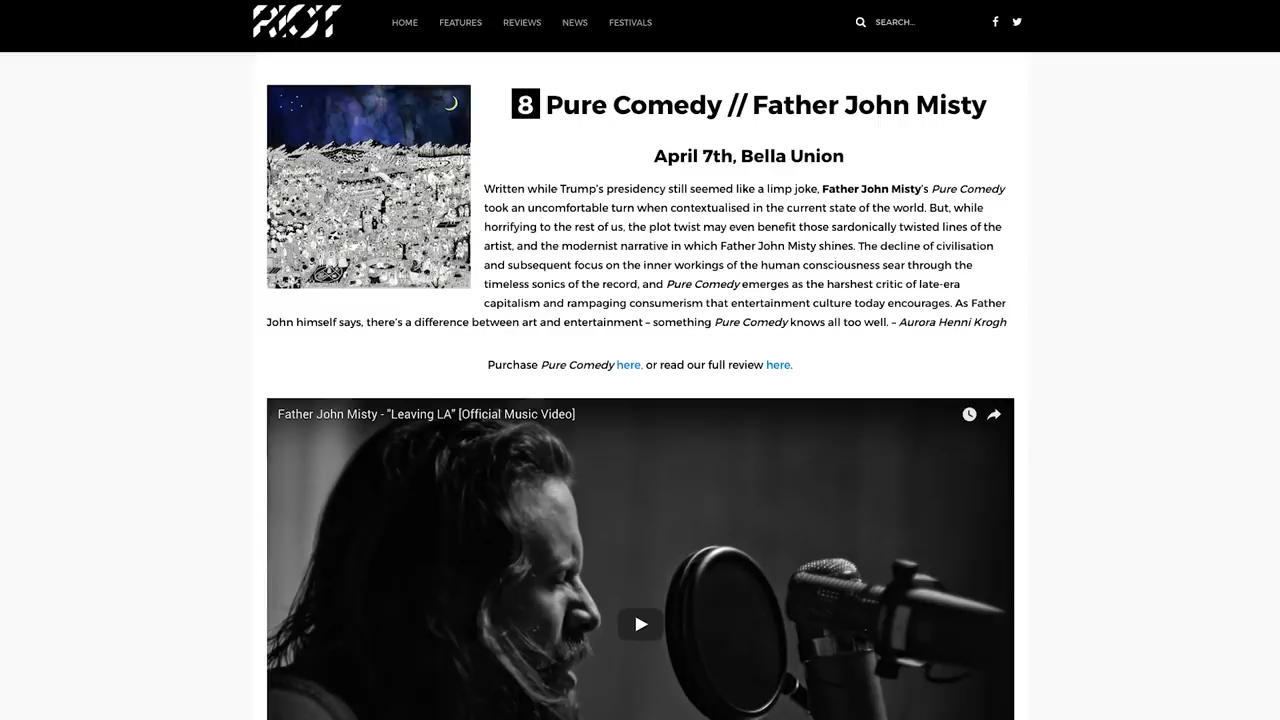 RIOT
HOME FEATURES REVIEWS NEWS FESTIVALS SEARCH...
8 Pure Comedy // Father John Misty
April 7th, Bella Union
Written while Trump's presidency still seemed like a limp joke, Father John Misty's Pure Comedy
took an uncomfortable turn when contextualised in the current state of the world. But, while
horrifying to the rest of us, the plot twist may even benefit those sardonically twisted lines of the
artist, and the modernist narrative in which Father John Misty shines. The decline of civilisation
and subsequent focus on the inner workings of the human consciousness sear through the
timeless sonics of the record, and Pure Comedy emerges as the harshest critic of late-era
capitalism and rampaging consumerism that entertainment culture today encourages. As Father
John himself says, there's a difference between art and entertainment – something Pure Comedy knows all too well. – Aurora Henni Krogh
Purchase Pure Comedy here, or read our full review here.
Father John Misty - "Leaving LA" [Official Music Video]